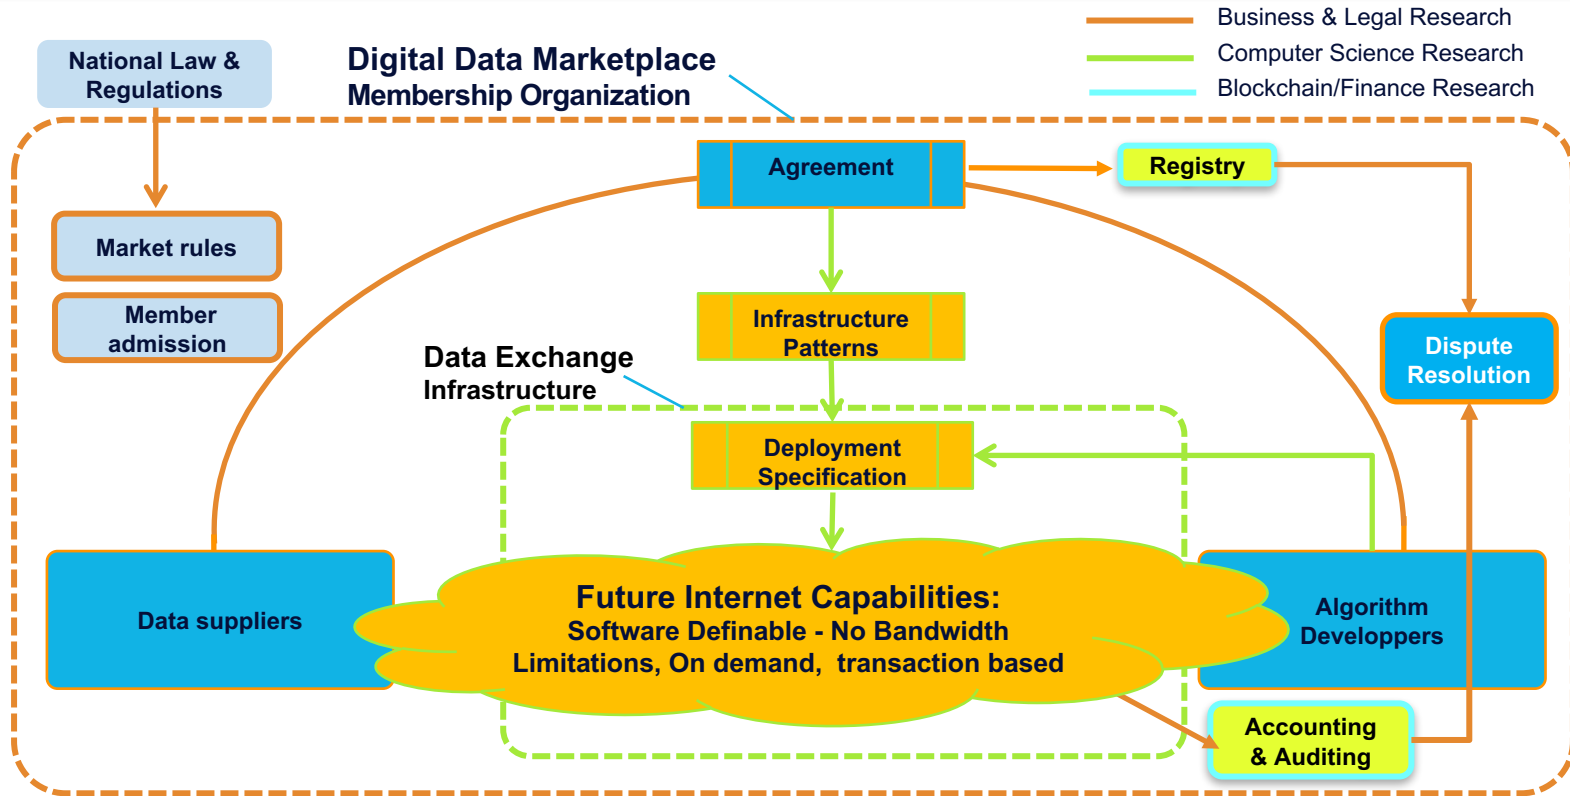 Business & Legal Research
Computer Science Research
Blockchain/Finance Research
National Law &
Regulations
Digital Data Marketplace
Membership Organization
Agreement
Registry
Market rules
Member
admission
Infrastructure
Patterns
Dispute
Resolution
Data Exchange
Infrastructure
Deployment
Specification
Data suppliers
Future Internet Capabilities:
Software Definable - No Bandwidth
Limitations, On demand, transaction based
Algorithm
Developpers
Accounting
& Auditing